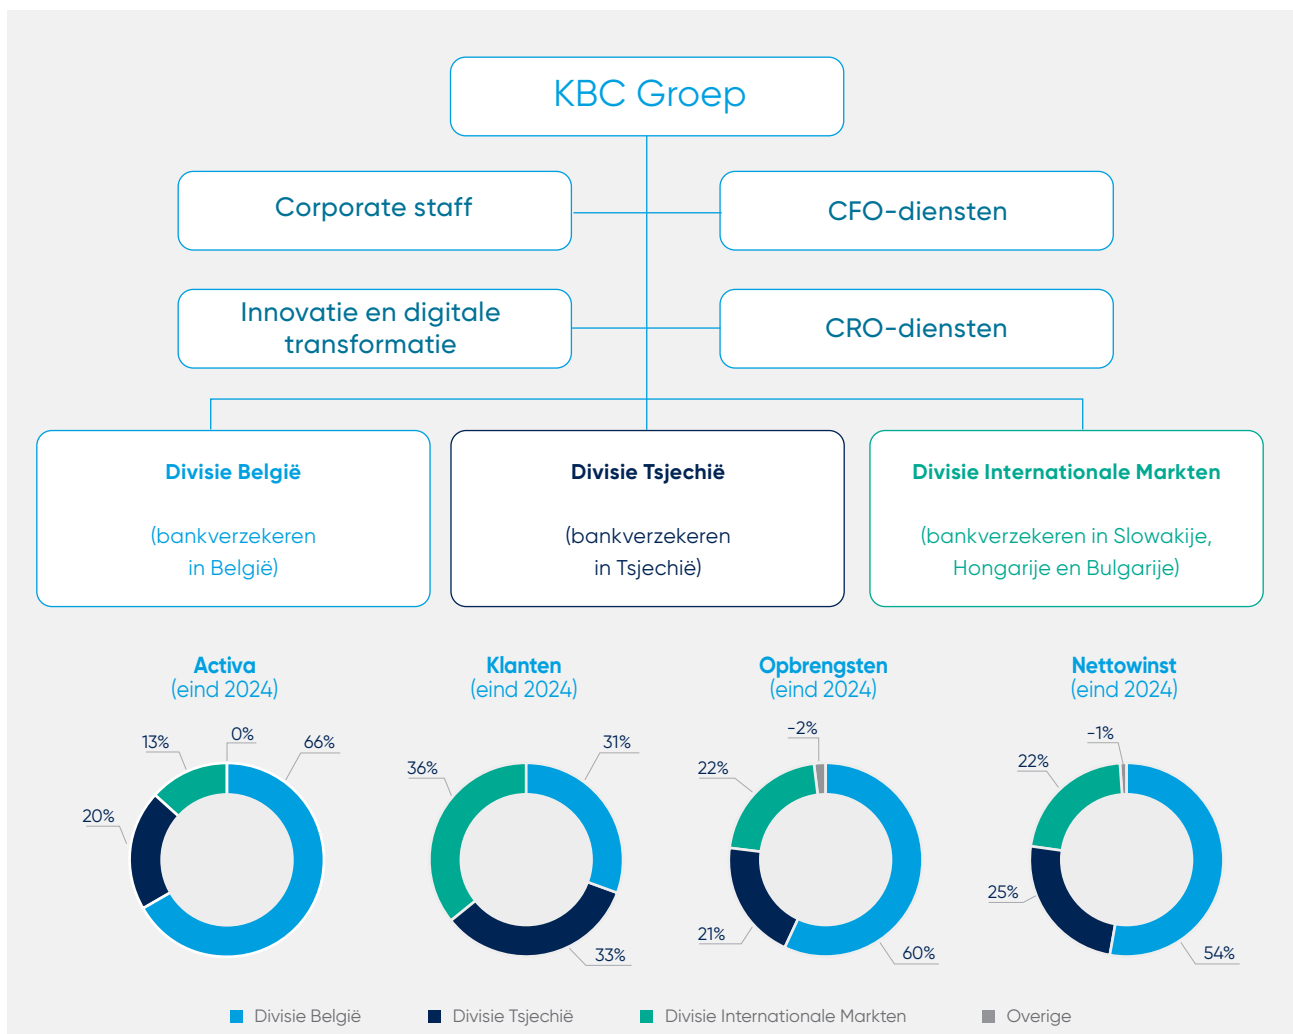 KBC Groep
Corporate staff
CFO-diensten
Innovatie en digitale
transformatie
CRO-diensten
Divisie België
(bankverzekeren
in België)
Divisie Tsjechië
(bankverzekeren
in Tsjechië)
Divisie Internationale Markten
(bankverzekeren in Slowakije,
Hongarije en Bulgarije)
Activa
(eind 2024)
13%
0%
66%
20%
Klanten
(eind 2024)
31%
36%
33%
Opbrengsten
(eind 2024)
-2%
22%
21%
60%
Nettowinst
(eind 2024)
-1%
22%
25%
54%
Divisie België
Divisie Tsjechië
Divisie Internationale Markten
Overige